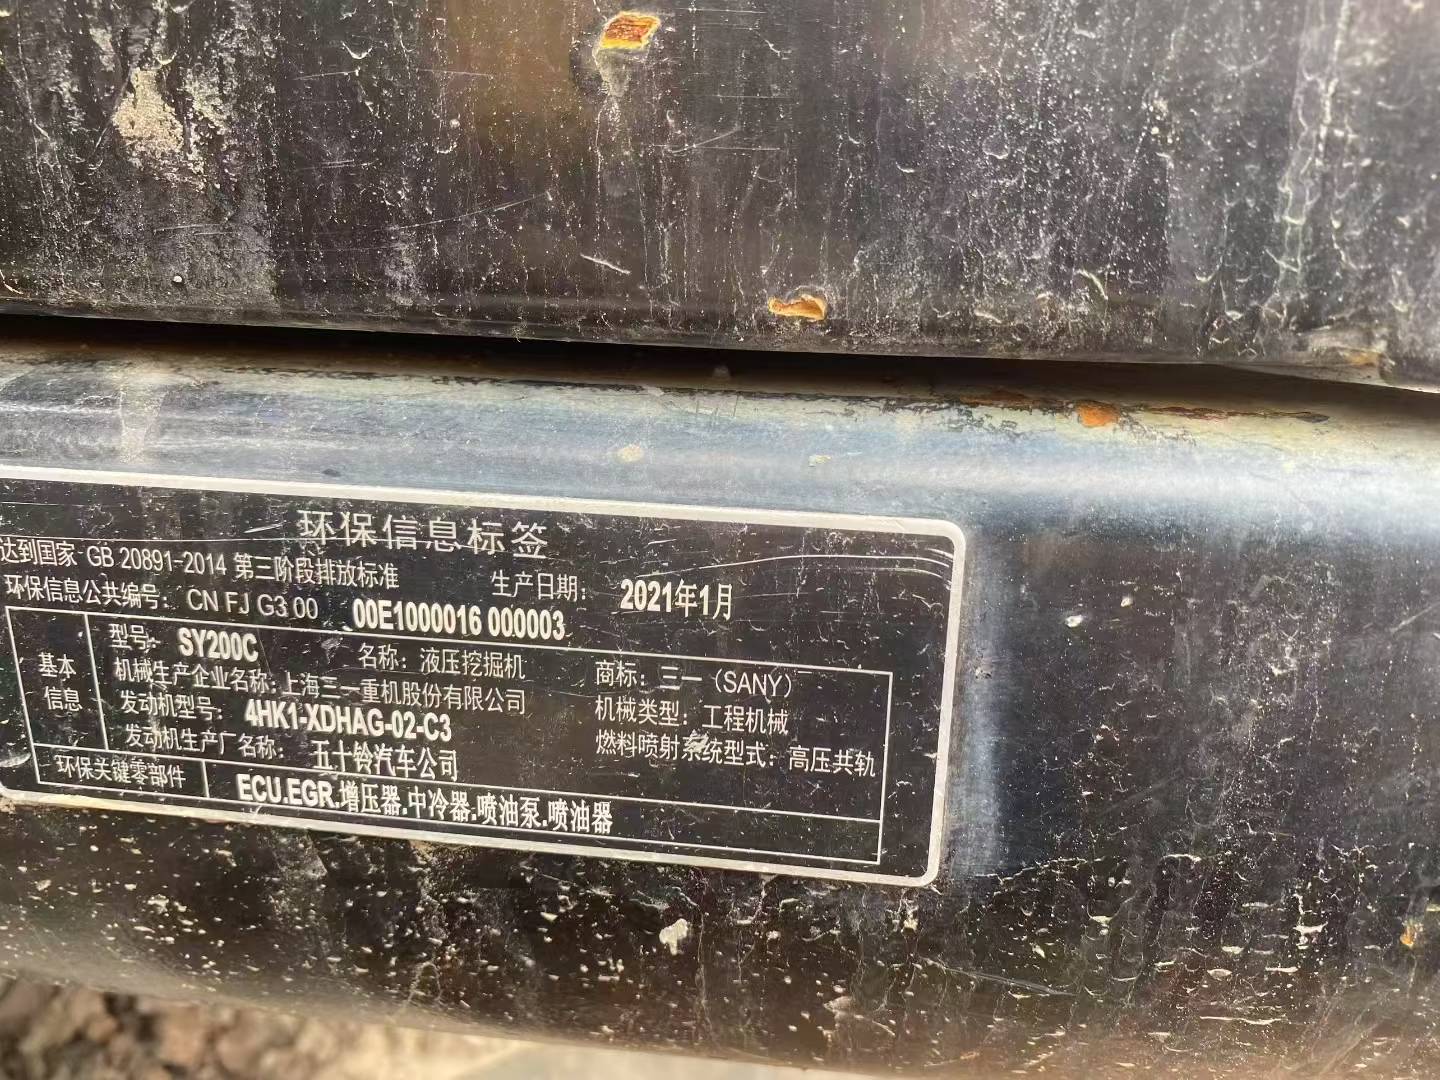 环保信息标签
达到国家 GB 20891-2014 第三阶段排放标准 生产日期: 2021年1月
环保信息公共编号: CN FJ G3 00 00E1000016 000003
基本信息
型号: SY200C 名称: 液压挖掘机 商标: 三一（SANY）
机械生产企业名称: 上海三一重机股份有限公司 机械类型: 工程机械
发动机型号: 4HK1-XDHAG-02-C3 燃料喷射系统型式: 高压共轨
发动机生产厂名称: 五十铃汽车公司
环保关键零部件 ECU.EGR.增压器.中冷器.喷油泵.喷油器